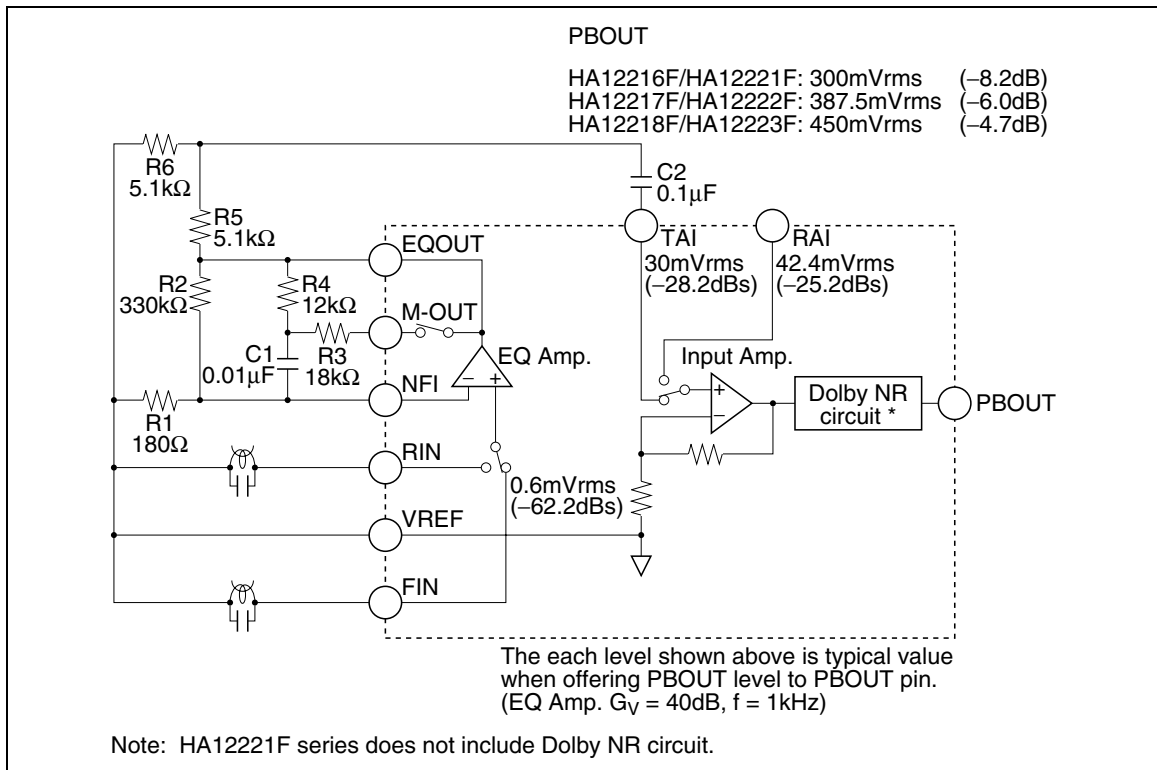 PBOUT
HA12216F/HA12221F: 300mVrms (−8.2dB)
HA12217F/HA12222F: 387.5mVrms (−6.0dB)
HA12218F/HA12223F: 450mVrms (−4.7dB)
R6
5.1kΩ
C2
0.1μF
R5
5.1kΩ
EQOUT
TAI
30mVrms
(−28.2dBs)
RAI
42.4mVrms
(−25.2dBs)
R2
330kΩ
R4
12kΩ
M-OUT
R3
18kΩ
C1
0.01μF
EQ Amp.
− +
NFI
R1
180Ω
Input Amp.
+
−
Dolby NR
circuit *
PBOUT
RIN
0.6mVrms
(−62.2dBs)
VREF
FIN
The each level shown above is typical value
when offering PBOUT level to PBOUT pin.
(EQ Amp. GV = 40dB, f = 1kHz)
Note: HA12221F series does not include Dolby NR circuit.